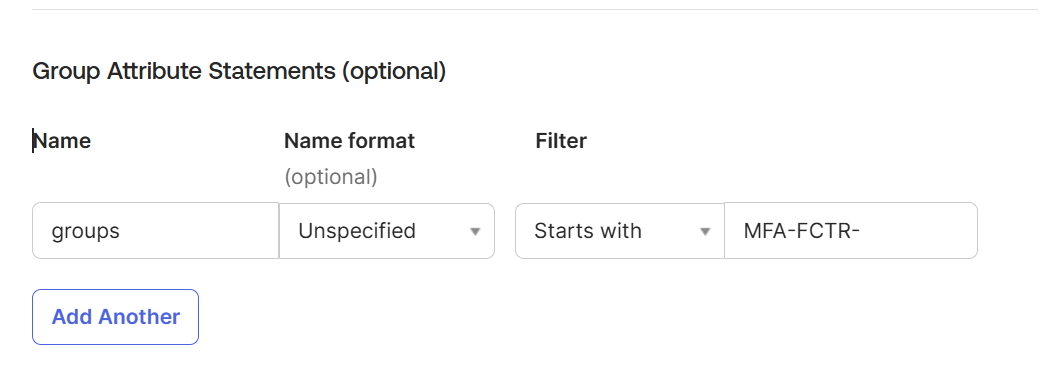 Group Attribute Statements (optional)
Name Name format Filter
(optional)
groups Unspecified Starts with MFA-FCTR-
Add Another